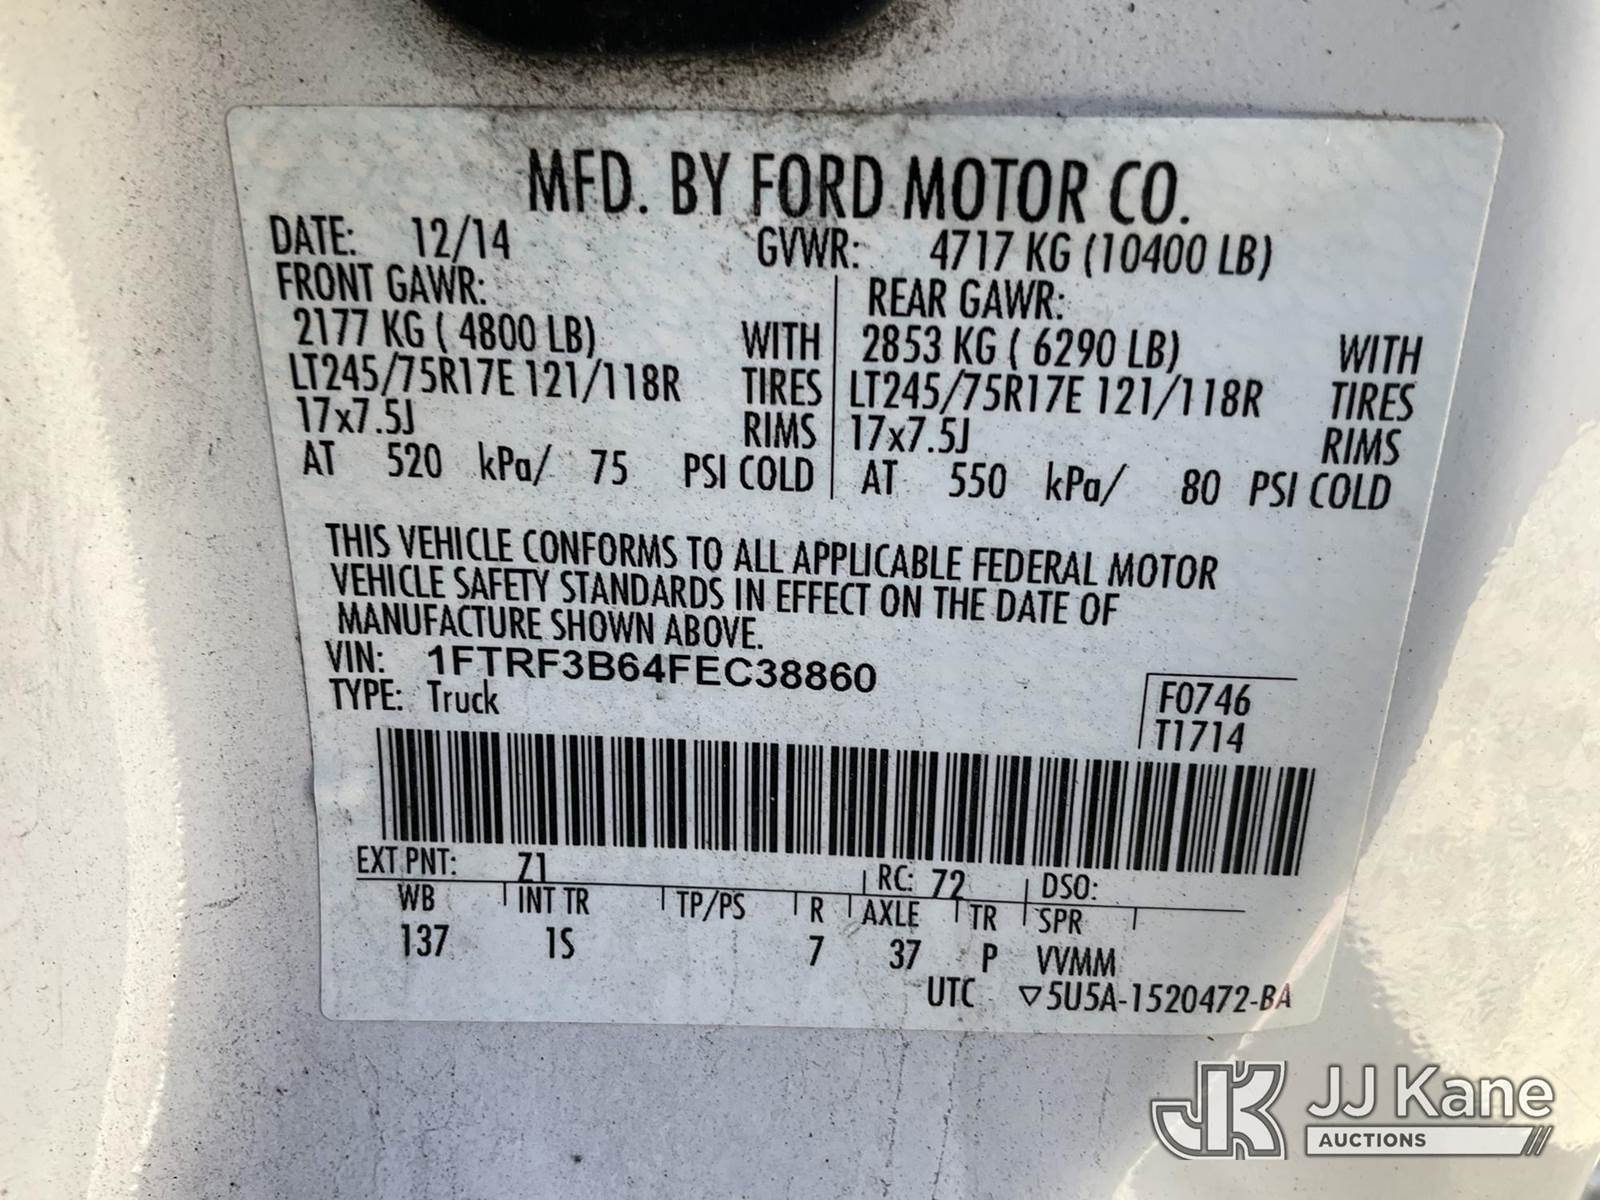 MFD. BY FORD MOTOR CO.
DATE: 12/14 GVWR: 4717 KG (10400 LB)
FRONT GAWR: REAR GAWR:
2177 KG ( 4800 LB) WITH 2853 KG ( 6290 LB) WITH
LT245/75R17E 121/118R TIRES LT245/75R17E 121/118R TIRES
17x7.5J RIMS 17x7.5J RIMS
AT 520 kPa/ 75 PSI COLD AT 550 kPa/ 80 PSI COLD
THIS VEHICLE CONFORMS TO ALL APPLICABLE FEDERAL MOTOR
VEHICLE SAFETY STANDARDS IN EFFECT ON THE DATE OF
MANUFACTURE SHOWN ABOVE.
VIN: 1FTRF3B64FEC38860
TYPE: Truck
F0746
T1714
EXT PNT: Z1 RC: 72 DSO:
WB INT TR TP/PS R AXLE TR SPR
137 1S 7 37 P VVMM
UTC ▽5U5A-1520472-BA
JK JJ Kane
AUCTIONS